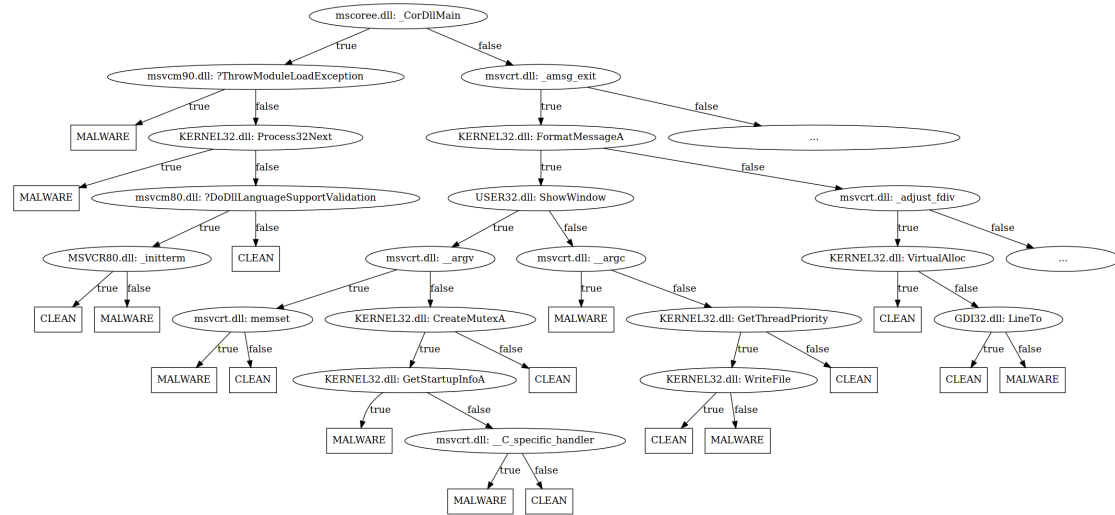 mscoree.dll: _CorDllMain
true
false
msvcm90.dll: ?ThrowModuleLoadException
msvcrt.dll: _amsg_exit
true
false
true
false
MALWARE
KERNEL32.dll: Process32Next
KERNEL32.dll: FormatMessageA
...
true
false
true
false
MALWARE
msvcm80.dll: ?DoDllLanguageSupportValidation
USER32.dll: ShowWindow
msvcrt.dll: _adjust_fdiv
true
false
true
false
true
false
MSVCR80.dll: _initterm
CLEAN
msvcrt.dll: __argv
msvcrt.dll: __argc
KERNEL32.dll: VirtualAlloc
...
true
false
true
false
true
false
true
false
CLEAN
MALWARE
msvcrt.dll: memset
KERNEL32.dll: CreateMutexA
MALWARE
KERNEL32.dll: GetThreadPriority
CLEAN
GDI32.dll: LineTo
true
false
true
false
true
false
true
false
MALWARE
CLEAN
KERNEL32.dll: GetStartupInfoA
CLEAN
KERNEL32.dll: WriteFile
CLEAN
CLEAN
MALWARE
true
false
true
false
MALWARE
msvcrt.dll: __C_specific_handler
CLEAN
MALWARE
true
false
MALWARE
CLEAN